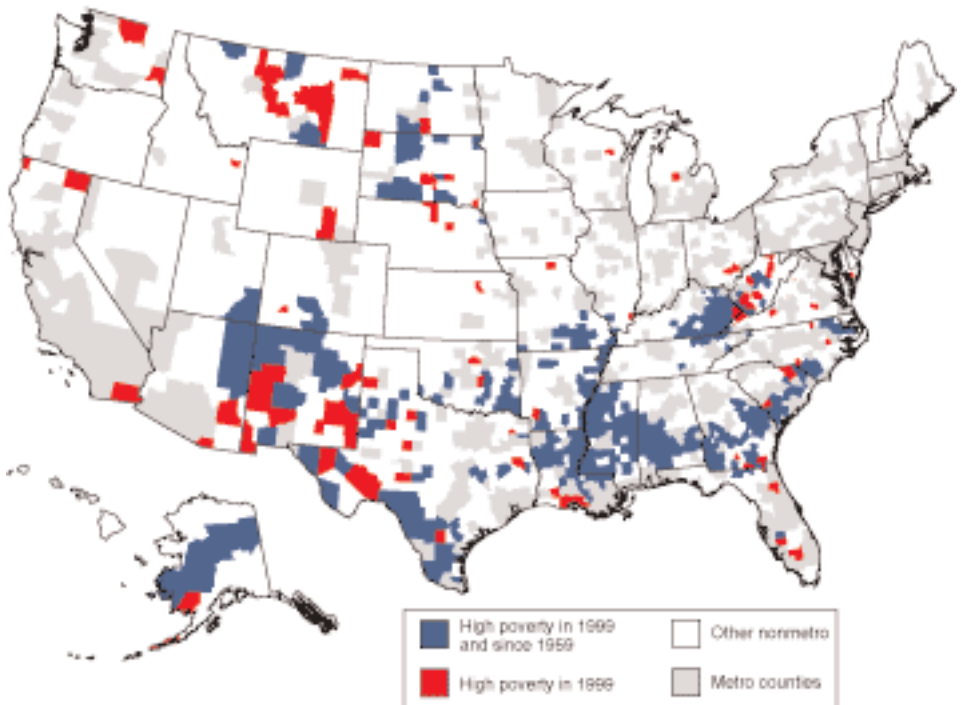 High poverty in 1999
and since 1959
High poverty in 1999
Other nonmetro
Metro counties